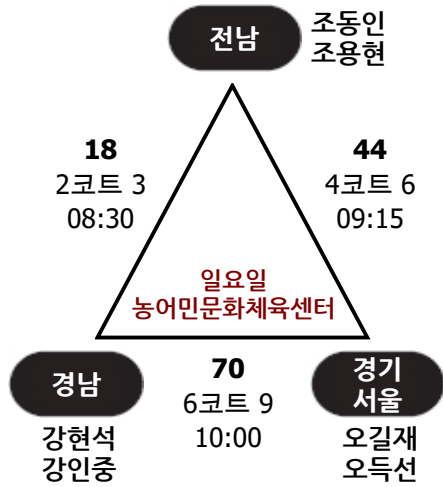 전남
조동인
조용현
18
2코트 3
08:30
44
4코트 6
09:15
일요일
농어민문화체육센터
경남
강현석
강인중
70
6코트 9
10:00
경기
서울
오길재
오득선